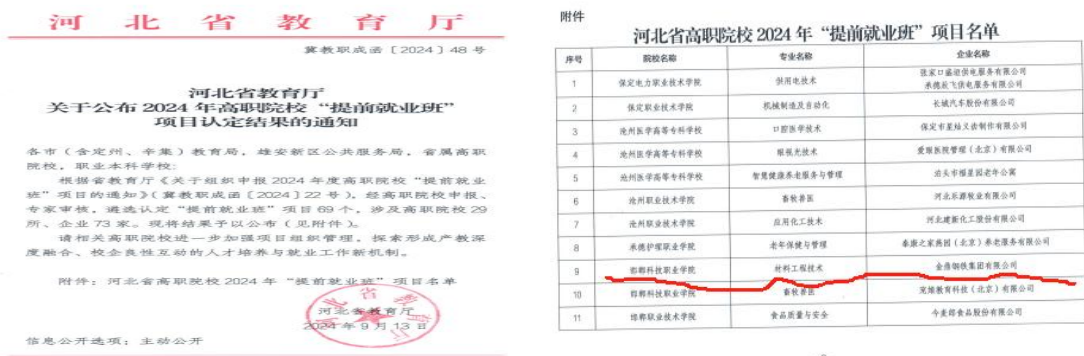 河北省教育厅
冀教职成函〔2024〕48号
河北省教育厅
关于公布2024年高职院校“提前就业班”
项目认定结果的通知
各市（含定州、辛集）教育局，雄安新区公共服务局，省属高职
院校，职业本科学校：
根据省教育厅《关于组织申报2024年度高职院校“提前就业
班”项目的通知》（冀教职成函〔2024〕22号），经高职院校申报、
专家审核，遴选认定“提前就业班”项目69个，涉及高职院校29
所、企业73家。现将结果予以公布（见附件）。
请相关高职院校进一步加强项目组织管理，探索形成产教深
度融合、校企良性互动的人才培养与就业工作新机制。
附件：河北省高职院校2024年“提前就业班”项目名单
河北省教育厅
2024年9月13日
信息公开选项：主动公开
附件
河北省高职院校2024年“提前就业班”项目名单
序号 院校名称 专业名称 企业名称
1 保定电力职业技术学院 供用电技术 张家口盛迎供电服务有限公司
供电服务有限公司
2 保定职业技术学院 机械制造及自动化 长城汽车股份有限公司
3 沧州医学高等专科学校 口腔医学技术 保定市星灿义齿制作有限公司
4 沧州医学高等专科学校 眼视光技术 爱眼医院管理（北京）有限公司
5 沧州医学高等专科学校 智慧健康养老服务与管理 泊头市福星园老年公寓
6 沧州职业技术学院 畜牧兽医 河北乐源牧业有限公司
7 沧州职业技术学院 应用化工技术 河北建新化工股份有限公司
8 承德护理职业学院 老年保健与管理 泰康之家燕园（北京）养老服务有限公司
9 邯郸科技职业学院 材料工程技术 金鼎钢铁集团有限公司
10 邯郸科技职业学院 畜牧兽医 宠旅教育科技（北京）有限公司
11 邯郸职业技术学院 食品质量与安全 今麦郎食品股份有限公司